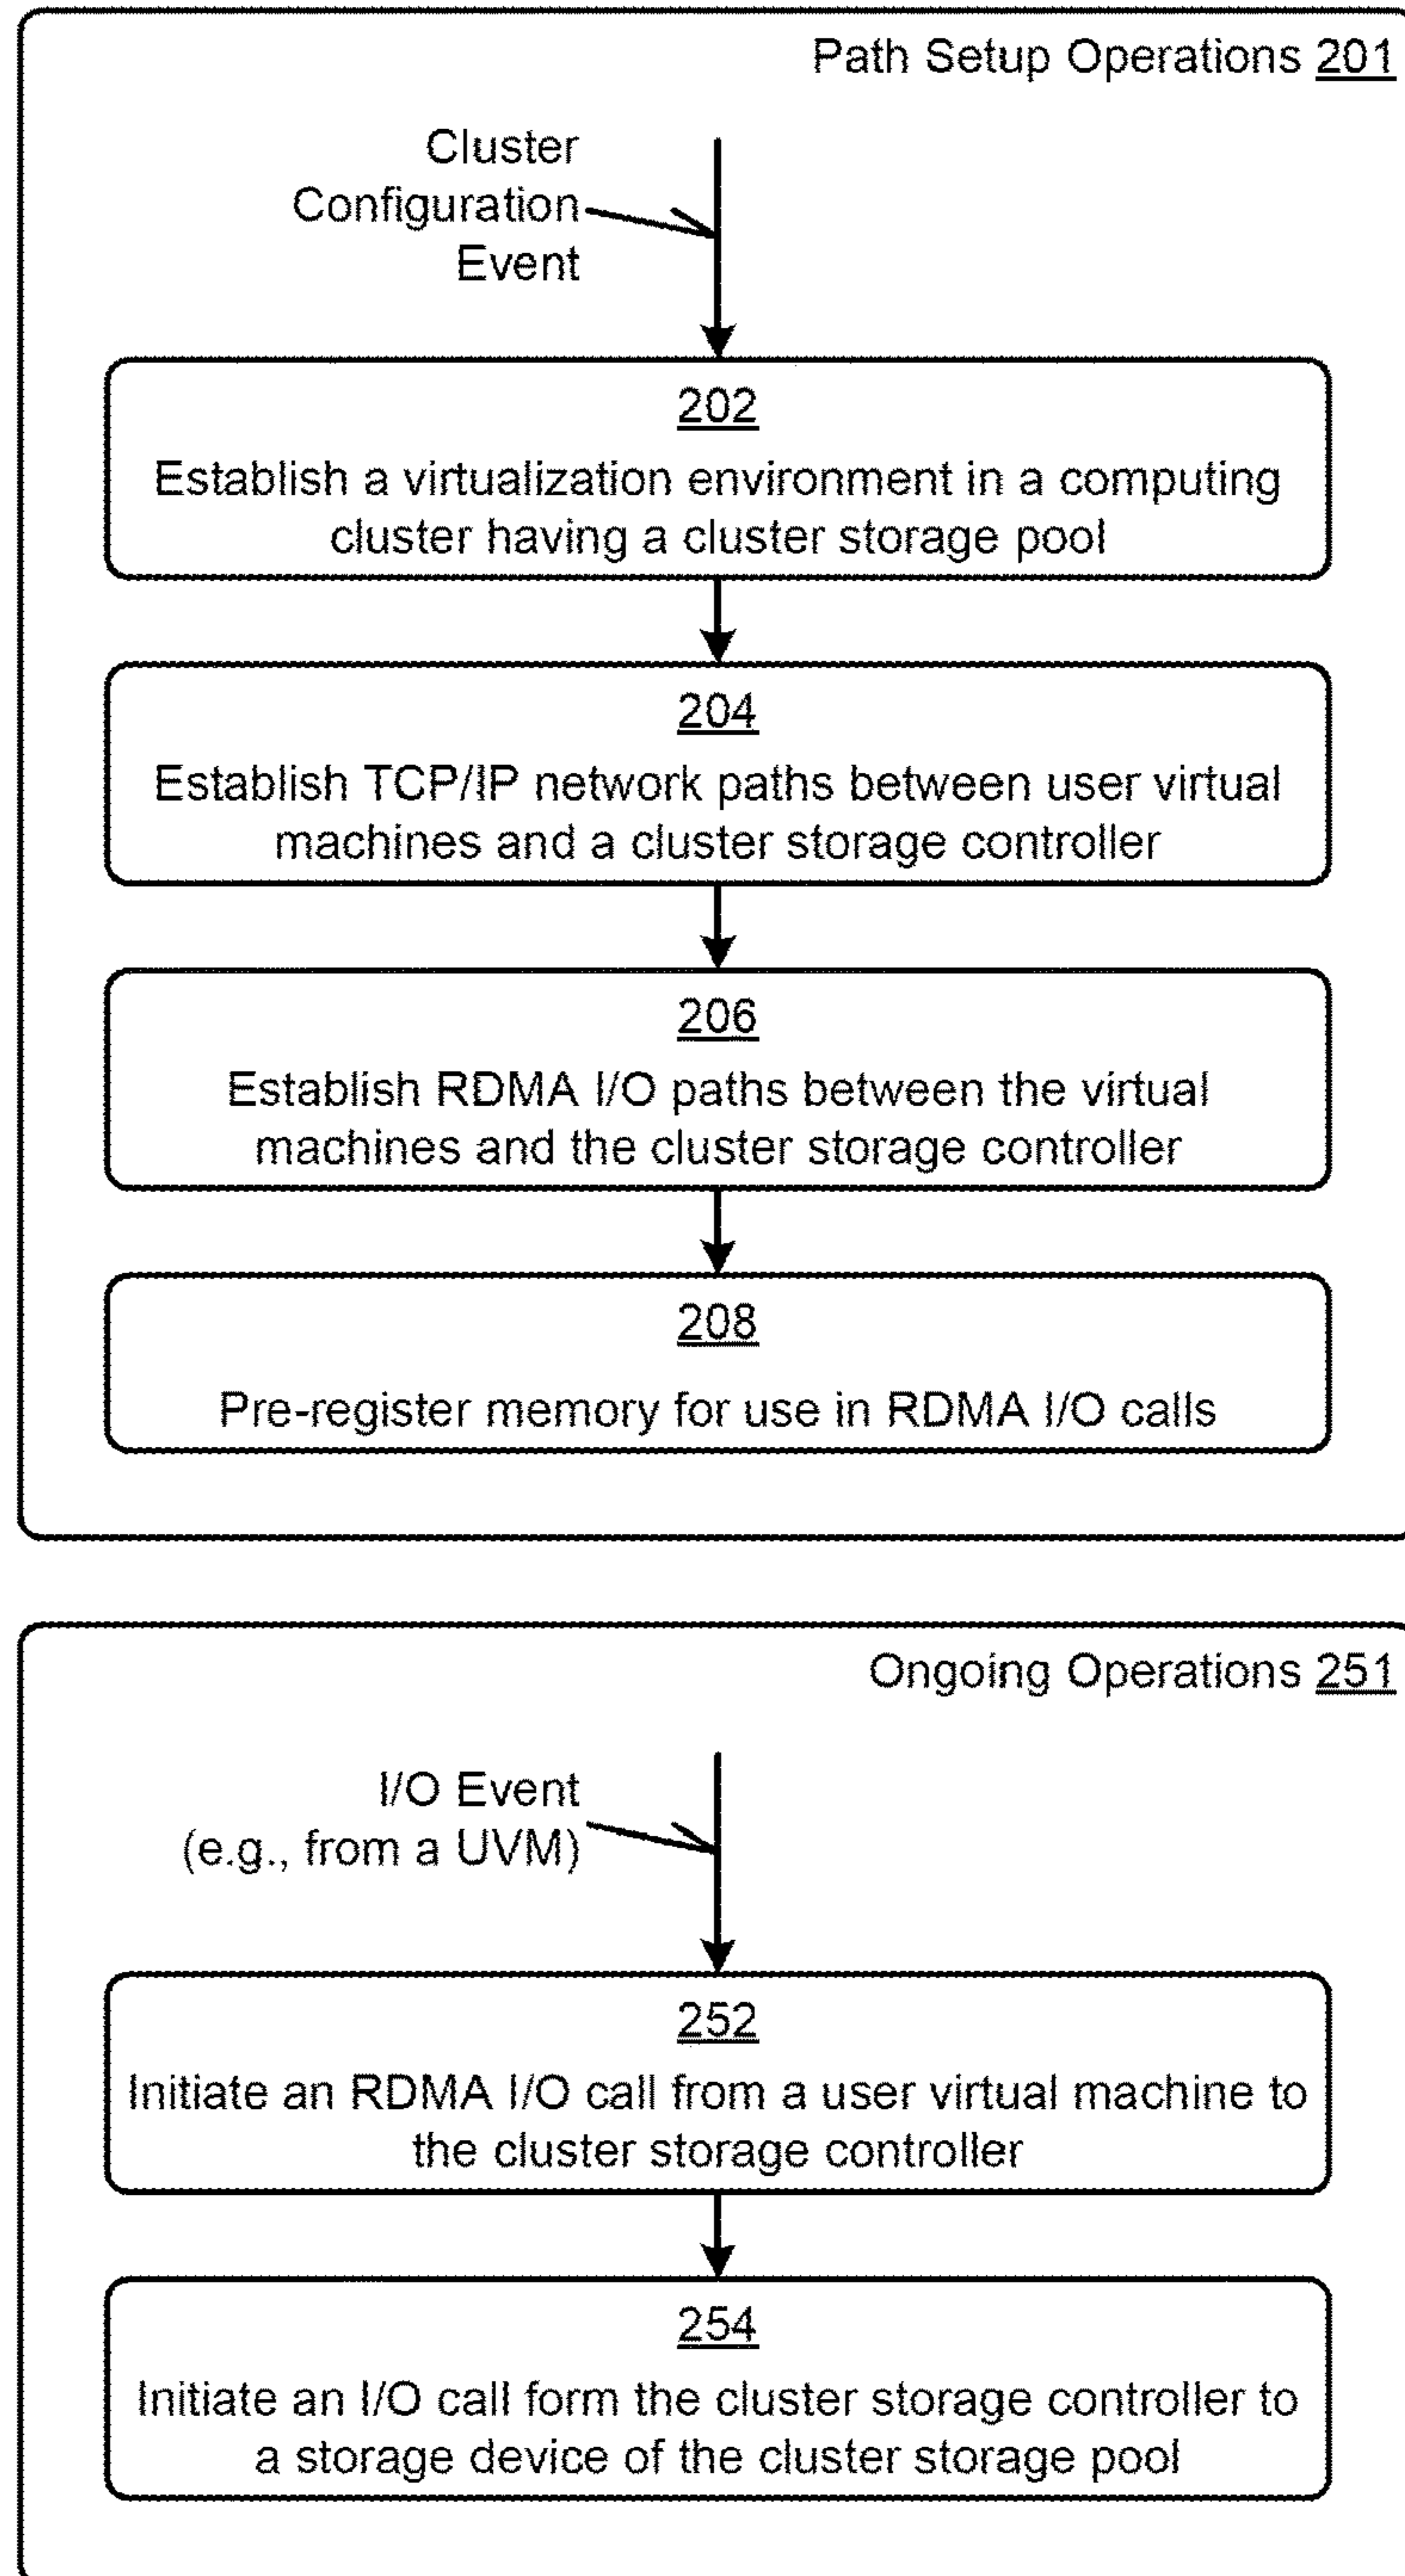 Path Setup Operations 201
Cluster
Configuration
Event
202
Establish a virtualization environment in a computing
cluster having a cluster storage pool
204
Establish TCP/IP network paths between user virtual
machines and a cluster storage controller
206
Establish RDMA I/O paths between the virtual
machines and the cluster storage controller
208
Pre-register memory for use in RDMA I/O calls
Ongoing Operations 251
I/O Event
(e.g., from a UVM)
252
Initiate an RDMA I/O call from a user virtual machine to
the cluster storage controller
254
Initiate an I/O call form the cluster storage controller to
a storage device of the cluster storage pool